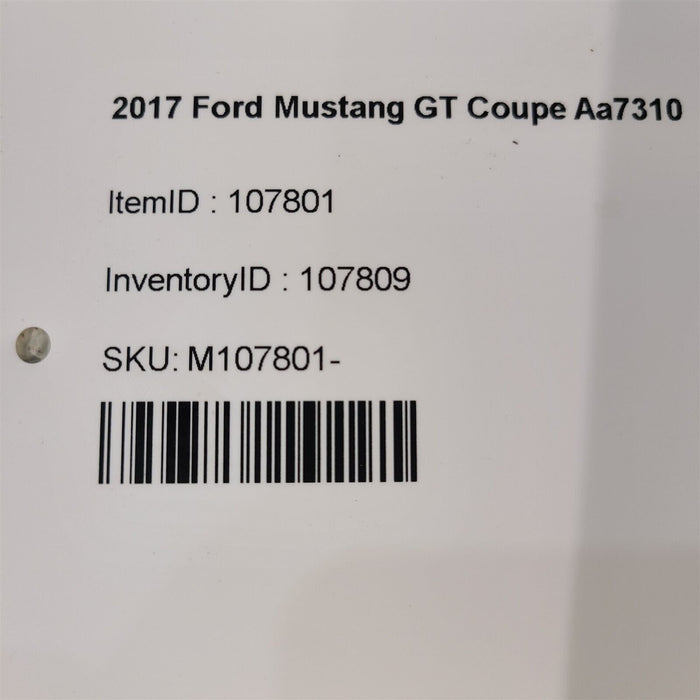 2017 Ford Mustang GT Coupe Aa7310
ItemID : 107801
InventoryID : 107809
SKU: M107801-